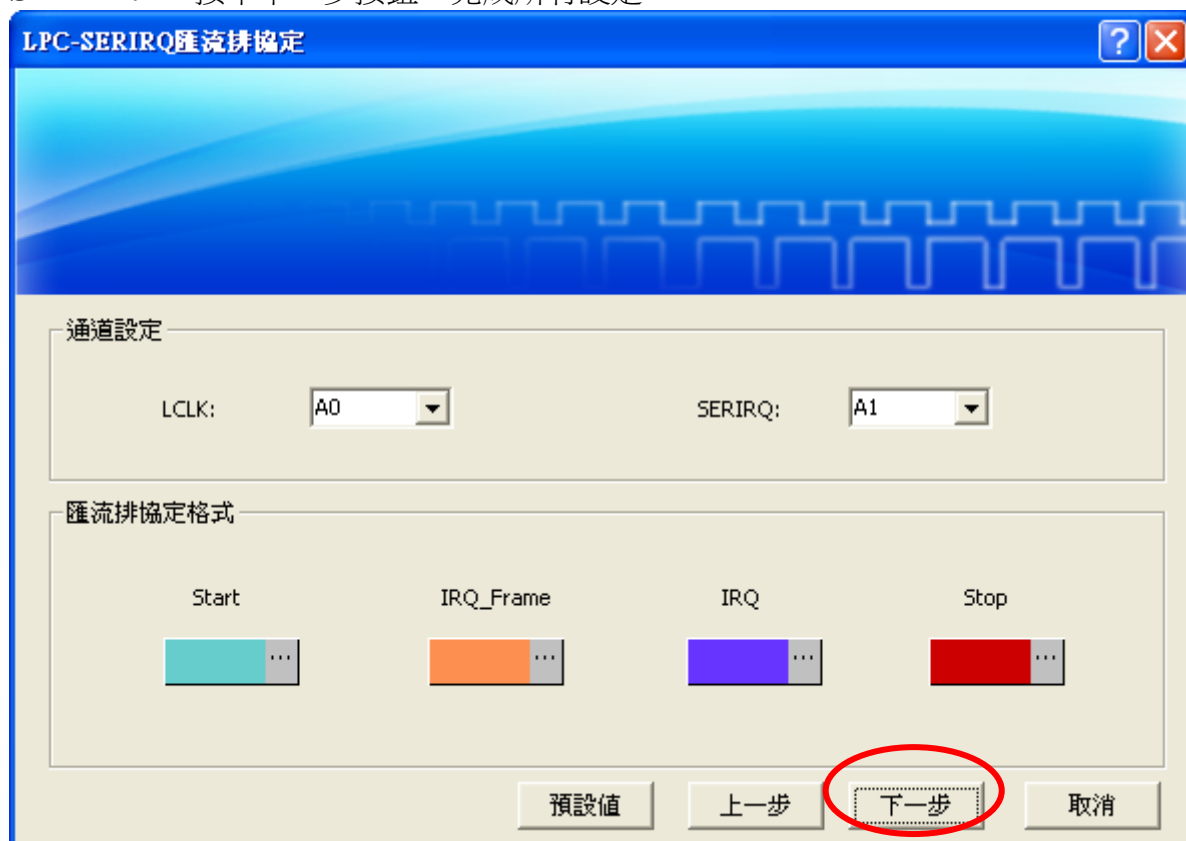 LPC-SERIRQ匯流排協定
通道設定
LCLK: A0 SERIRQ: A1
匯流排協定格式
Start IRQ_Frame IRQ Stop
... ... ... ...
預設值 上一步 下一步 取消